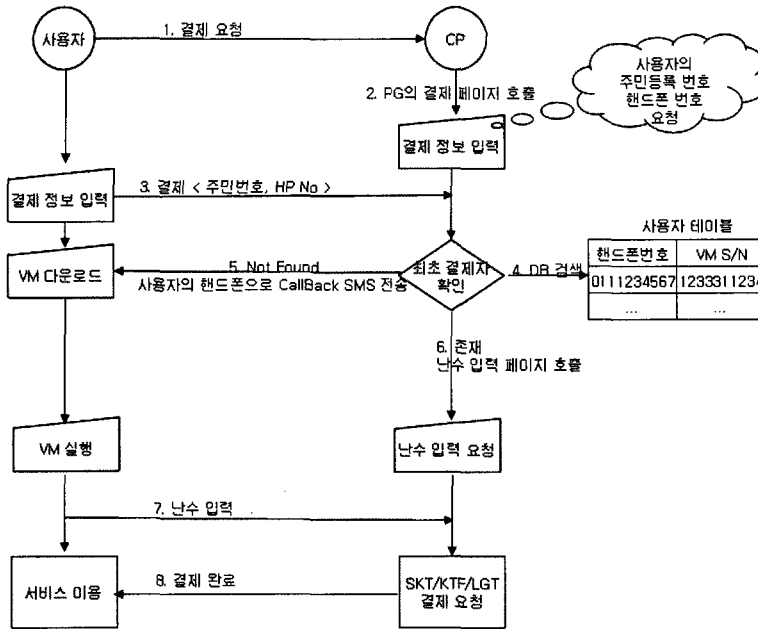 사용자
1. 결제 요청
CP
사용자의
주민등록 번호
핸드폰 번호
요청
2. PG의 결제 페이지 호출
결제 정보 입력
결제 정보 입력
3. 결제 < 주민번호, HP No >
사용자 테이블
핸드폰번호 VM S/N
0111234567 1233311234
... ...
VM 다운로드
5. Not Found
사용자의 핸드폰으로 CallBack SMS 전송
최초 결제자
확인
4. DB 검색
6. 존재
난수 입력 페이지 호출
VM 실행
난수 입력 요청
7. 난수 입력
서비스 이용
8. 결제 완료
SKT/KTF/LGT
결제 요청